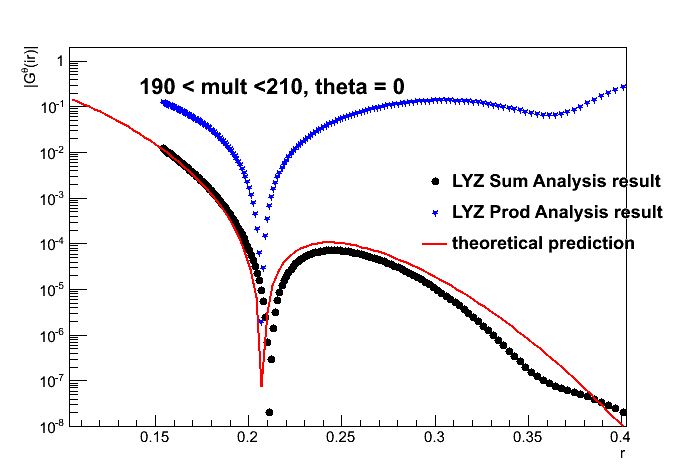 |G^θ(ir)|
1
10^-1
10^-2
10^-3
10^-4
10^-5
10^-6
10^-7
10^-8
190 < mult <210, theta = 0
LYZ Sum Analysis result
LYZ Prod Analysis result
theoretical prediction
0.15 0.2 0.25 0.3 0.35 0.4
r